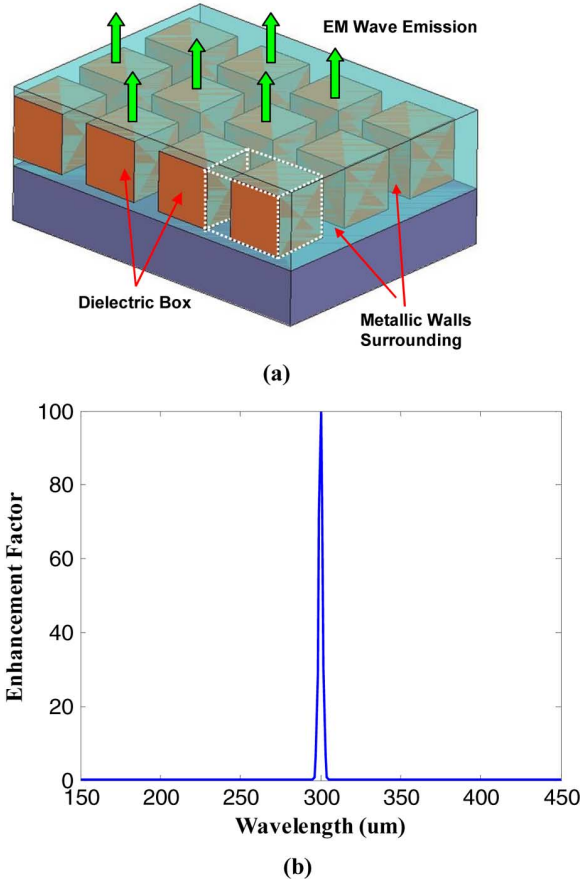 EM Wave Emission
Dielectric Box
Metallic Walls
Surrounding
(a)
100
80
60
40
20
0
Enhancement Factor
150 200 250 300 350 400 450
Wavelength (um)
(b)